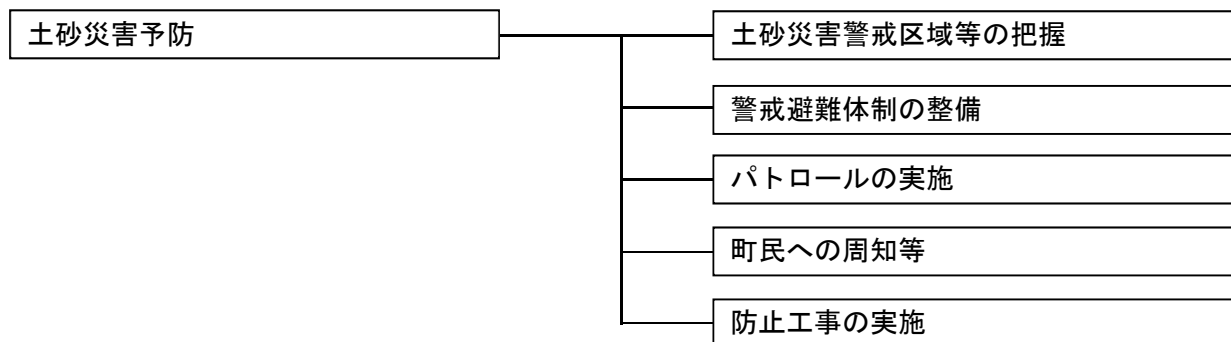 土砂災害予防
土砂災害警戒区域等の把握
警戒避難体制の整備
パトロールの実施
町民への周知等
防止工事の実施